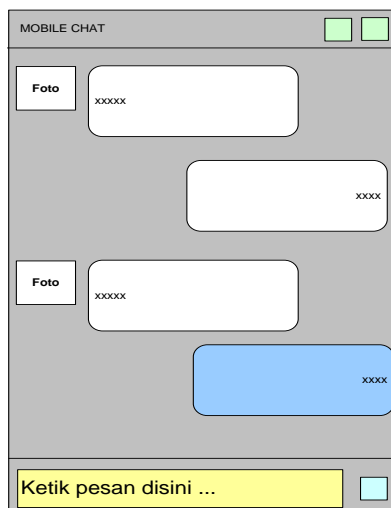 MOBILE CHAT
Foto
xxxxx
xxxx
Foto
xxxxx
xxxx
Ketik pesan disini ...